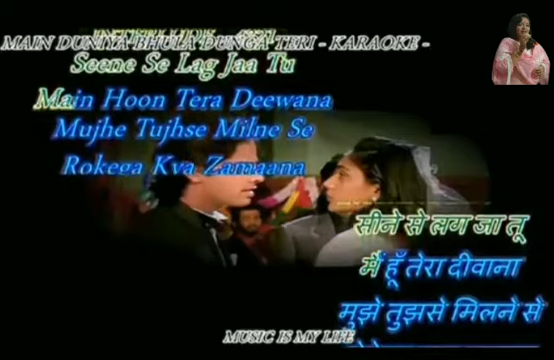 MAIN DUNIYA BHULA DUNGA TERI - KARAOKE -
Seene Se Lag Jaa Tu
Main Hoon Tera Deewana
Mujhe Tujhse Milne Se
Rokega Kya Zamaana
सीने से लग जा तू
मैं हूँ तेरा दीवाना
मुझे तुझसे मिलने से
MUSIC IS MY LIFE